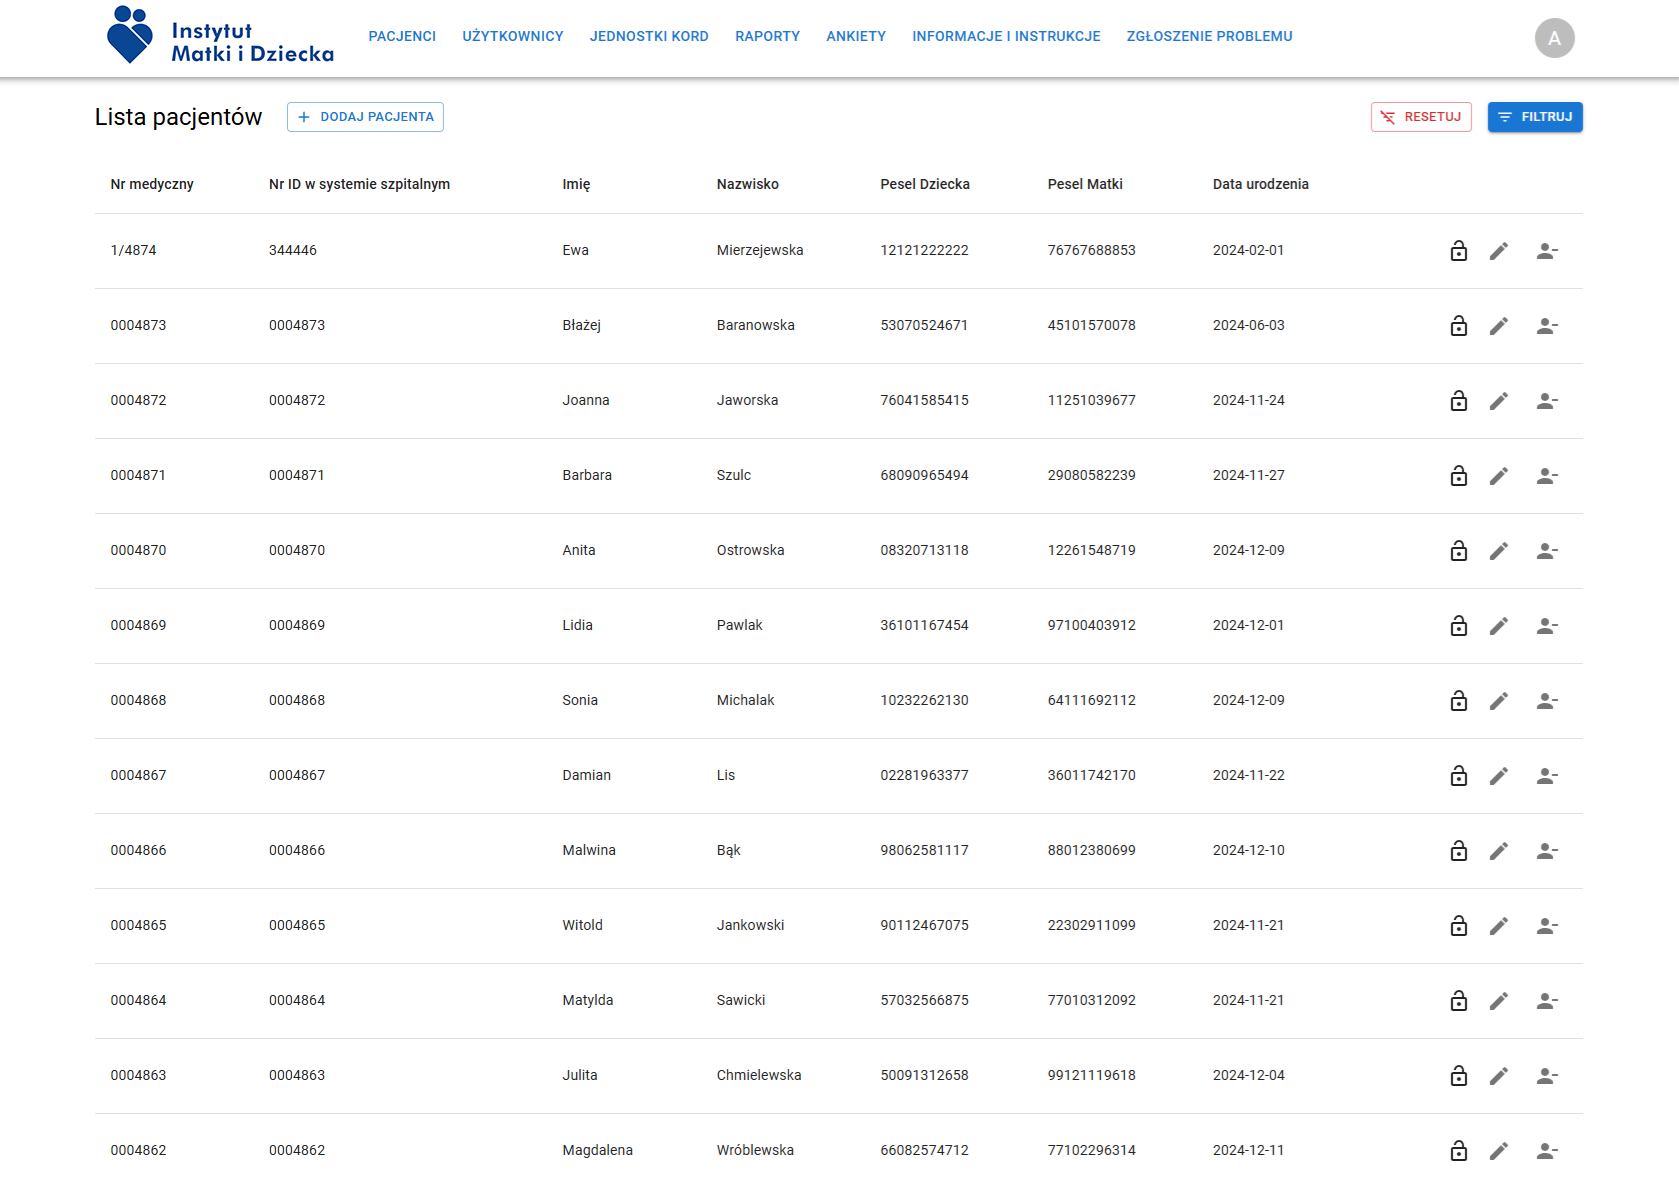 Instytut
Matki i Dziecka
PACJENCI UŻYTKOWNICY JEDNOSTKI KORD RAPORTY ANKIETY INFORMACJE I INSTRUKCJE ZGŁOSZENIE PROBLEMU
A
Lista pacjentów DODAJ PACJENTA RESETUJ FILTRUJ
Nr medyczny Nr ID w systemie szpitalnym Imię Nazwisko Pesel Dziecka Pesel Matki Data urodzenia
1/4874 344446 Ewa Mierzejewska 12121222222 76767688853 2024-02-01
0004873 0004873 Błażej Baranowska 53070524671 45101570078 2024-06-03
0004872 0004872 Joanna Jaworska 76041585415 11251039677 2024-11-24
0004871 0004871 Barbara Szulc 68090965494 29080582239 2024-11-27
0004870 0004870 Anita Ostrowska 08320713118 12261548719 2024-12-09
0004869 0004869 Lidia Pawlak 36101167454 97100403912 2024-12-01
0004868 0004868 Sonia Michalak 10232262130 64111692112 2024-12-09
0004867 0004867 Damian Lis 02281963377 36011742170 2024-11-22
0004866 0004866 Malwina Bąk 98062581117 88012380699 2024-12-10
0004865 0004865 Witold Jankowski 90112467075 22302911099 2024-11-21
0004864 0004864 Matylda Sawicki 57032566875 77010312092 2024-11-21
0004863 0004863 Julita Chmielewska 50091312658 99121119618 2024-12-04
0004862 0004862 Magdalena Wróblewska 66082574712 77102296314 2024-12-11